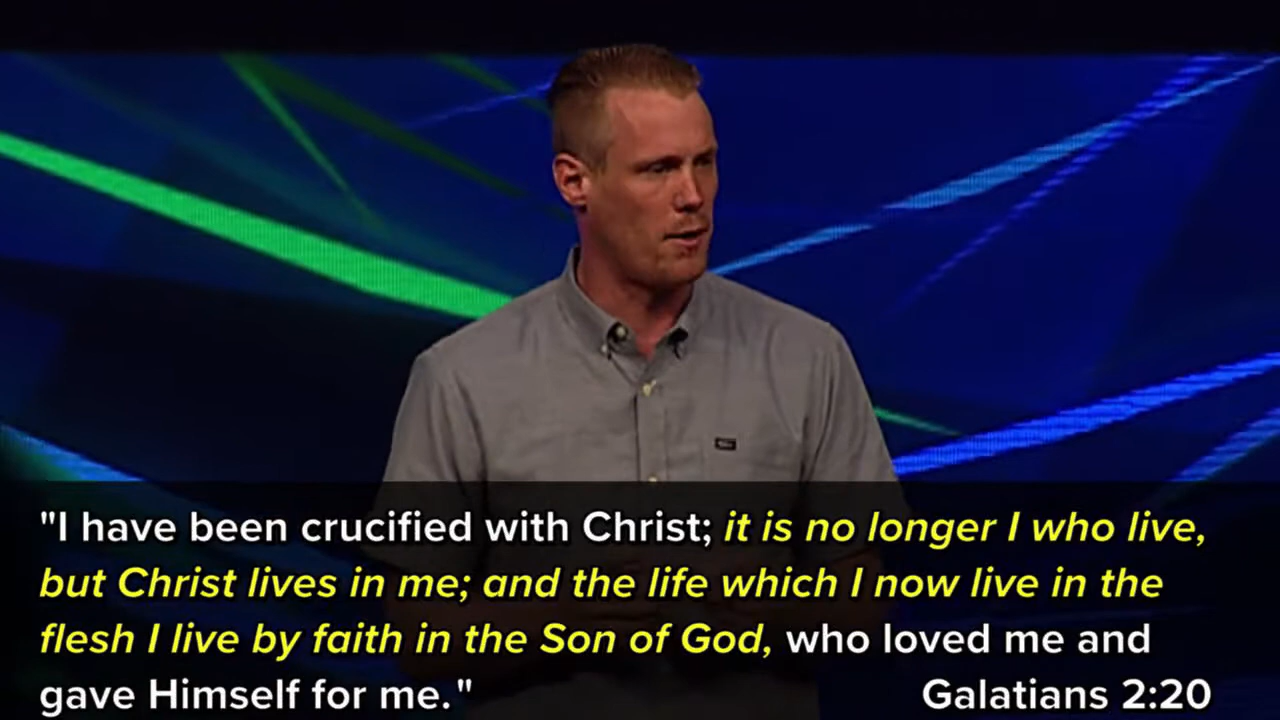 "I have been crucified with Christ; it is no longer I who live,
but Christ lives in me; and the life which I now live in the
flesh I live by faith in the Son of God, who loved me and
gave Himself for me."
Galatians 2:20